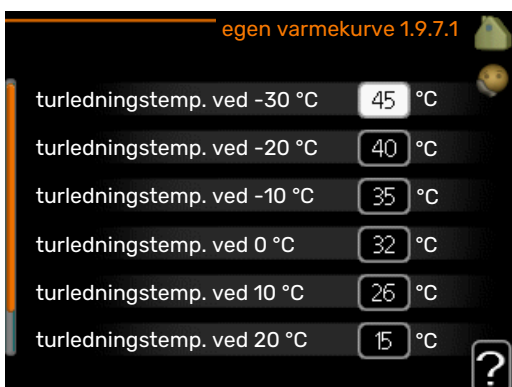 egen varmekurve 1.9.7.1
turledningstemp. ved -30 °C 45 °C
turledningstemp. ved -20 °C 40 °C
turledningstemp. ved -10 °C 35 °C
turledningstemp. ved 0 °C 32 °C
turledningstemp. ved 10 °C 26 °C
turledningstemp. ved 20 °C 15 °C
?